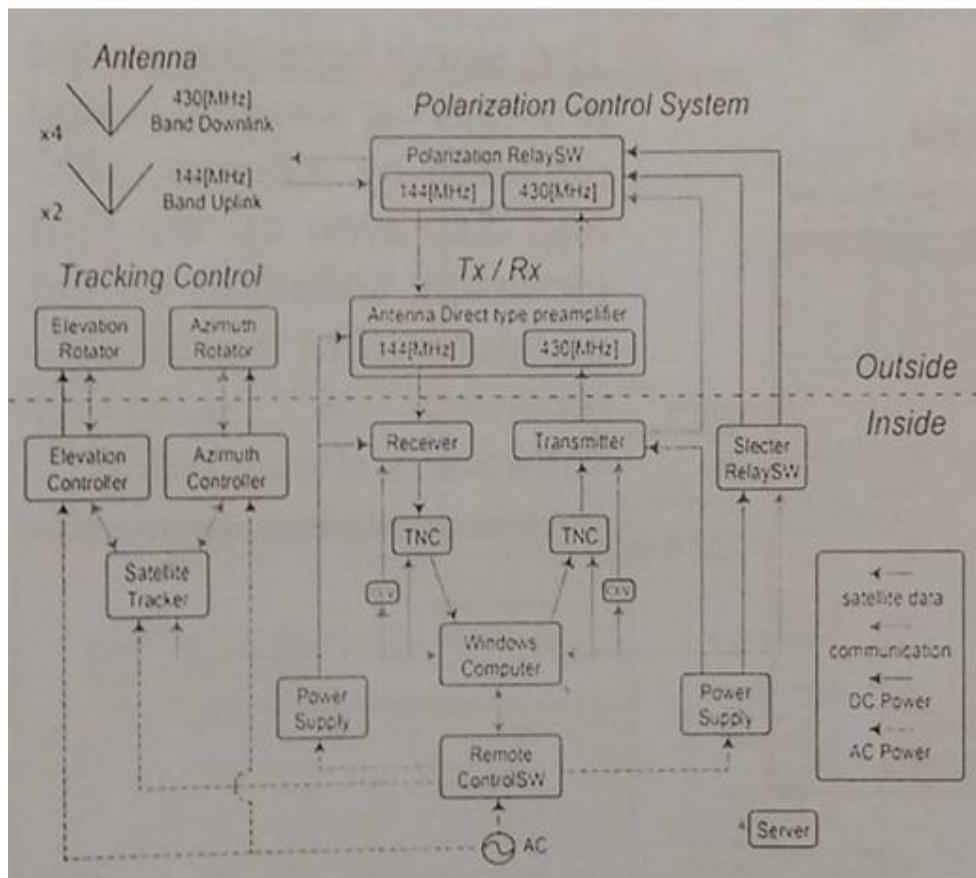 Antenna
430[MHz]
Band Downlink
x4
144[MHz]
Band Uplink
x2
Polarization Control System
Polarization RelaySW
144[MHz]
430[MHz]
Tx / Rx
Antenna Direct type preamplifier
144[MHz]
430[MHz]
Tracking Control
Elevation
Rotator
Azimuth
Rotator
Outside
Inside
Elevation
Controller
Azimuth
Controller
Receiver
Transmitter
Slecter
RelaySW
TNC
TNC
Satellite
Tracker
Windows
Computer
Power
Supply
Power
Supply
Remote
ControlSW
AC
satellite data
communication
DC Power
AC Power
Server